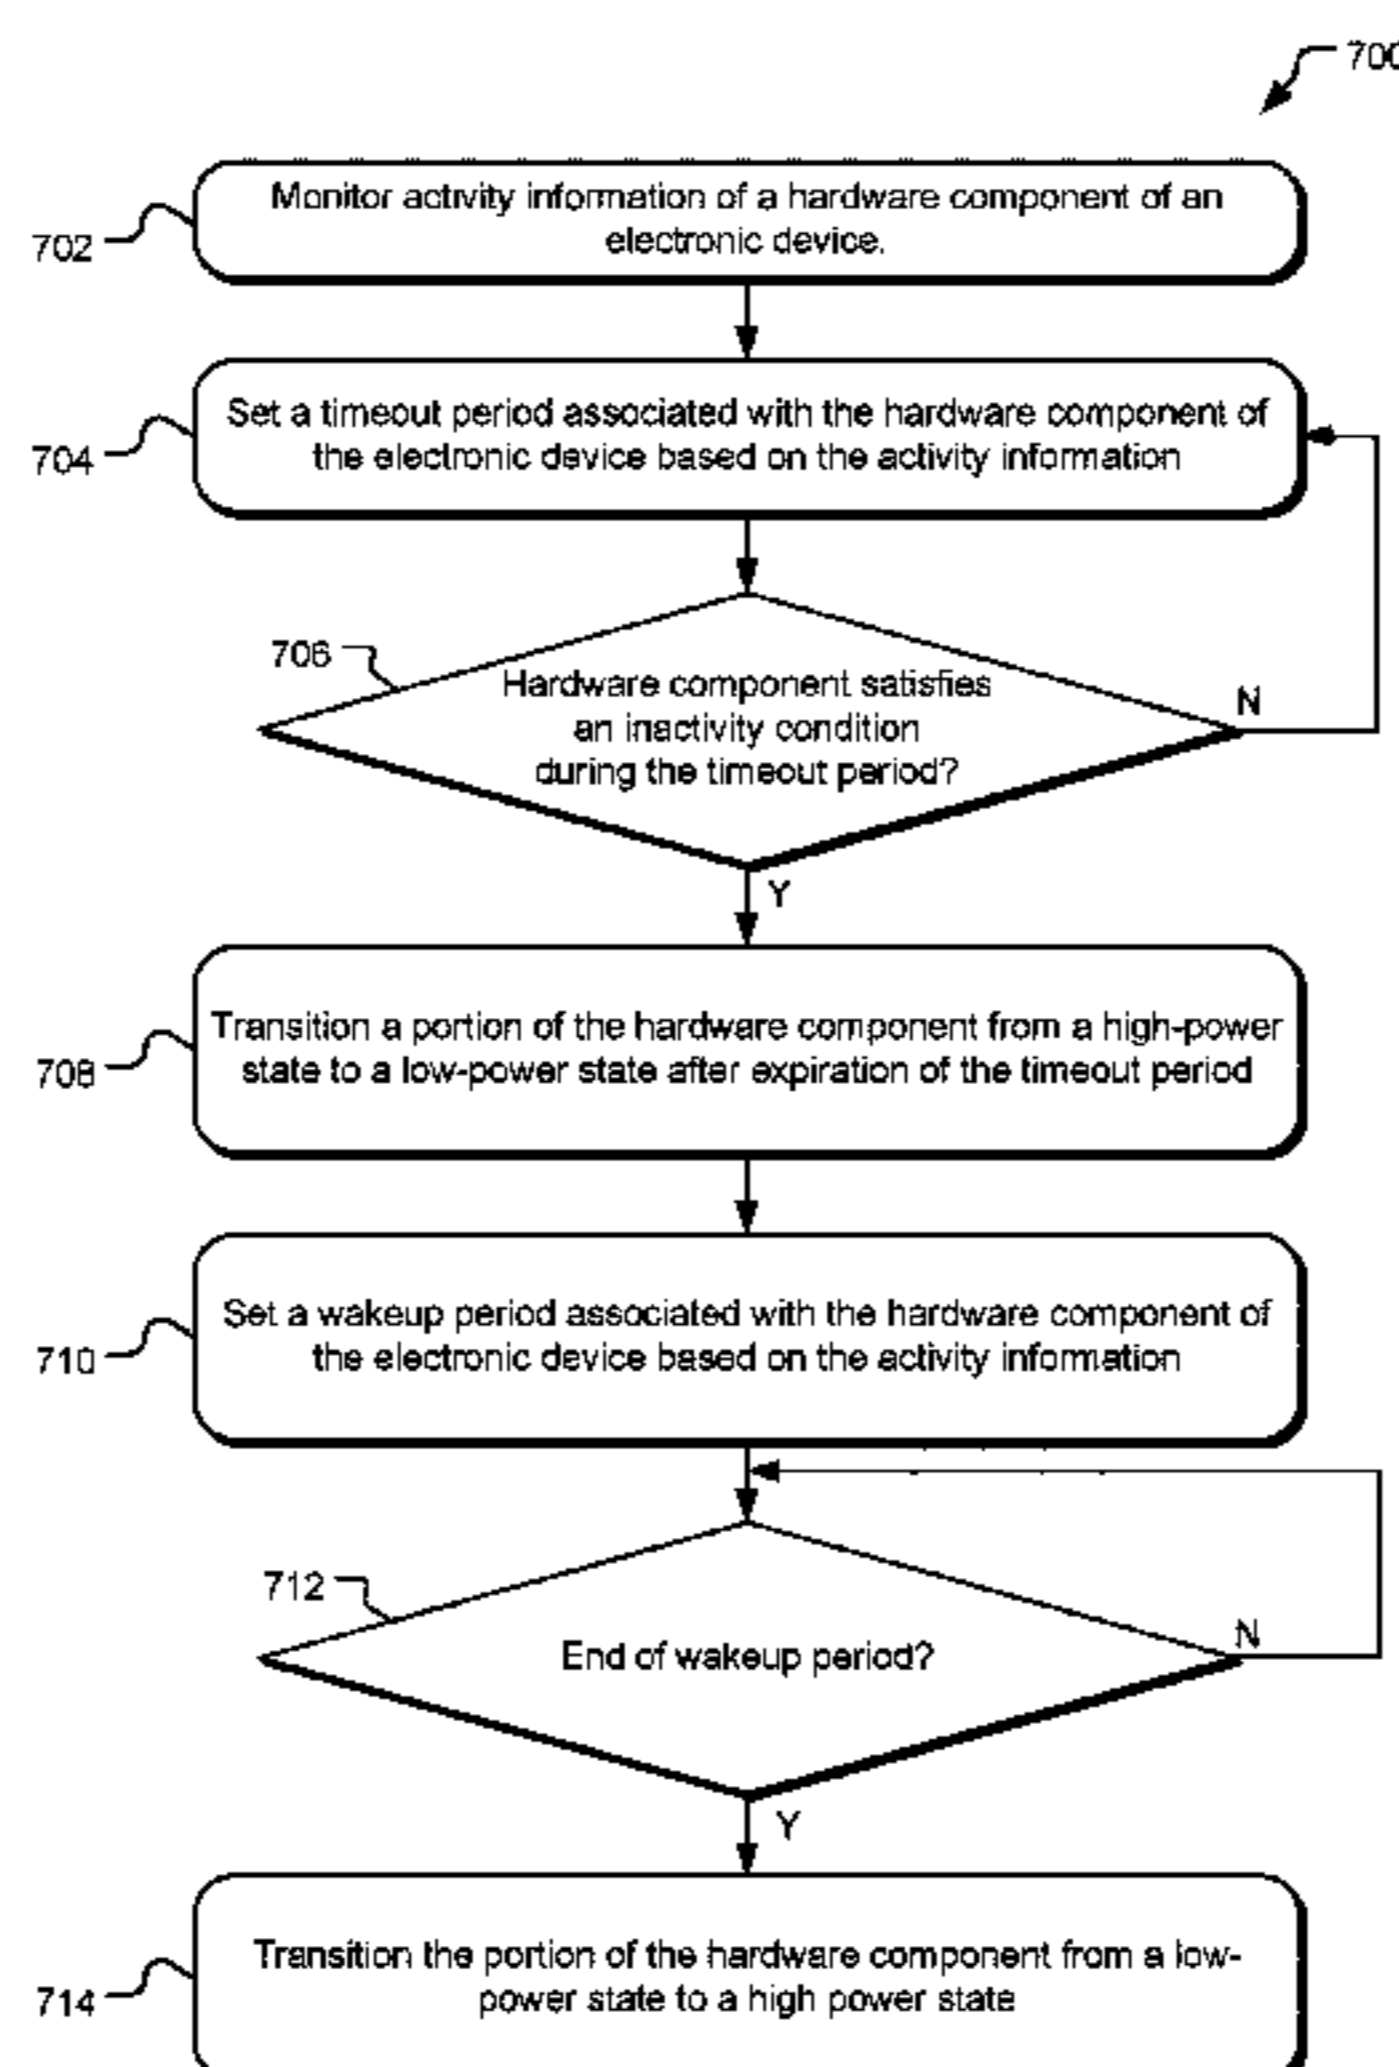 700
Monitor activity information of a hardware component of an
electronic device.
702
Set a timeout period associated with the hardware component of
the electronic device based on the activity information
704
706
Hardware component satisfies
an inactivity condition
during the timeout period?
N
Y
Transition a portion of the hardware component from a high-power
state to a low-power state after expiration of the timeout period
708
Set a wakeup period associated with the hardware component of
the electronic device based on the activity information
710
712
End of wakeup period?
N
Y
Transition the portion of the hardware component from a low-
power state to a high power state
714